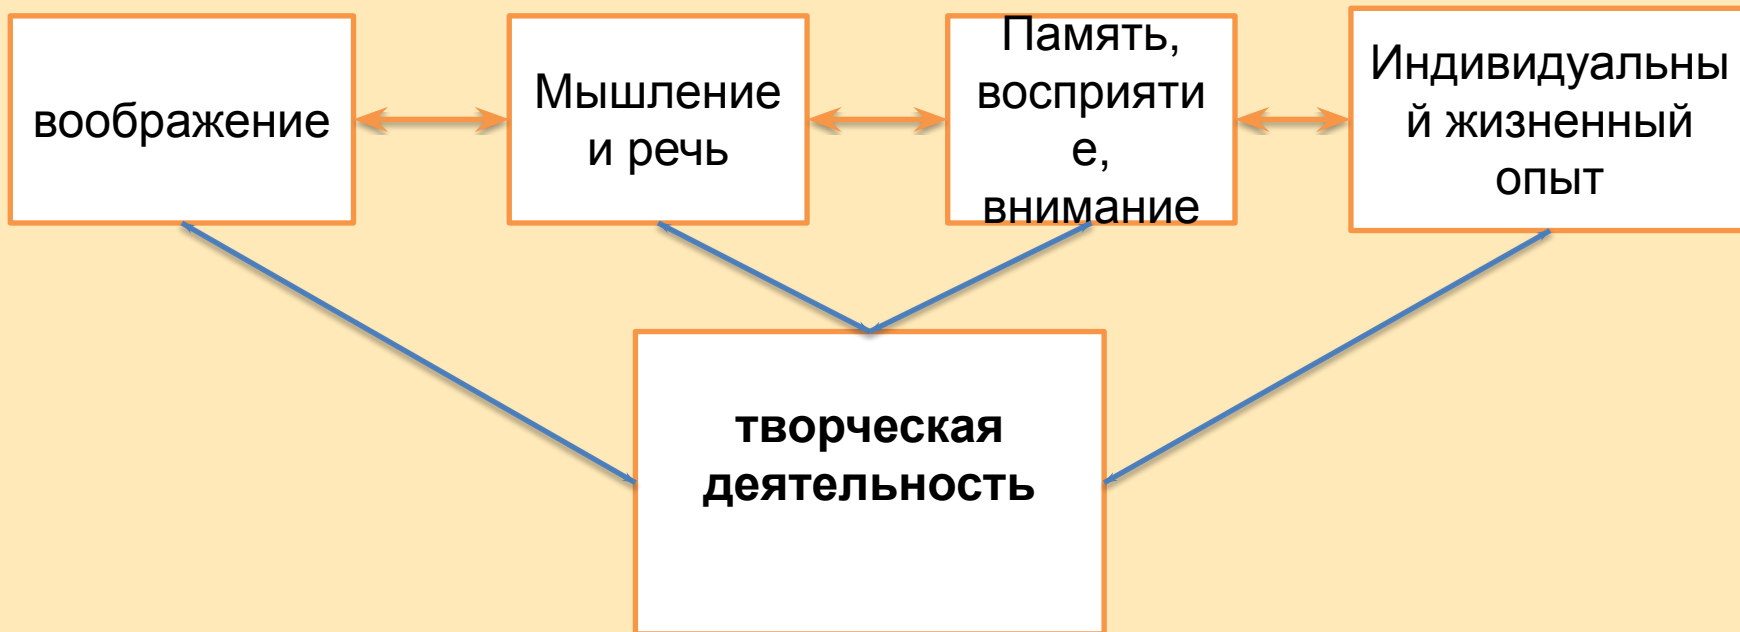 воображение
Мышление
и речь
Память,
восприяти
е,
внимание
Индивидуальны
й жизненный
опыт
творческая
деятельность